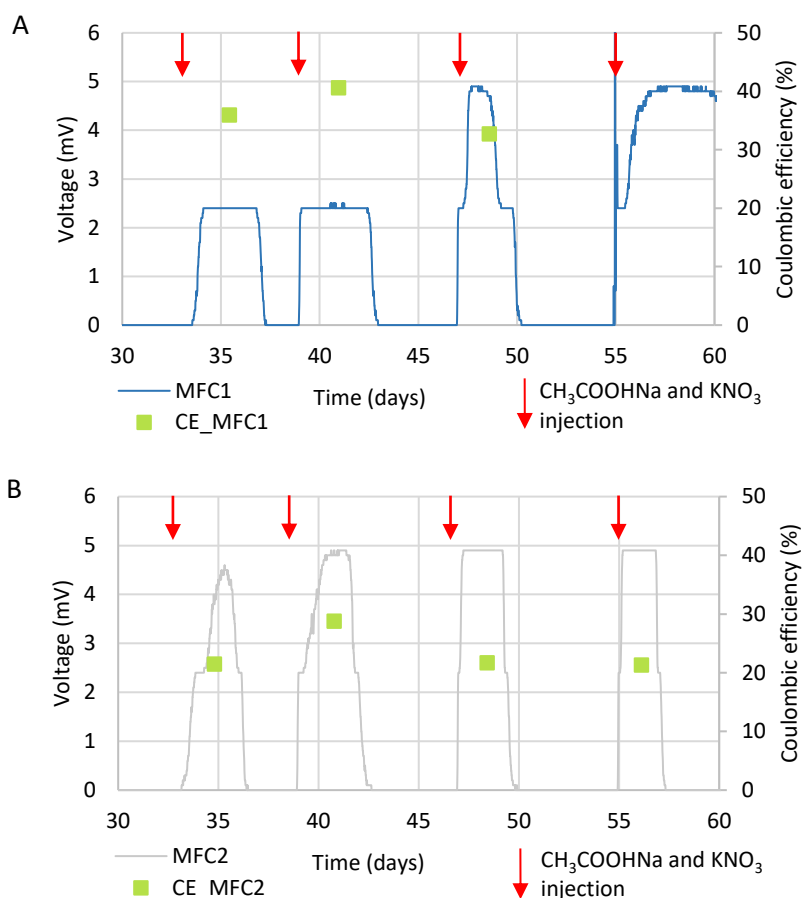 A
6
5
4
3
2
1
0
Voltage (mV)
50
40
30
20
10
0
Coulombic efficiency (%)
30 35 40 45 50 55 60
Time (days)
MFC1
CE_MFC1
CH₃COOHNa and KNO₃
injection
B
6
5
4
3
2
1
0
Voltage (mV)
50
40
30
20
10
0
Coulombic efficiency (%)
30 35 40 45 50 55 60
Time (days)
MFC2
CE MFC2
CH₃COOHNa and KNO₃
injection